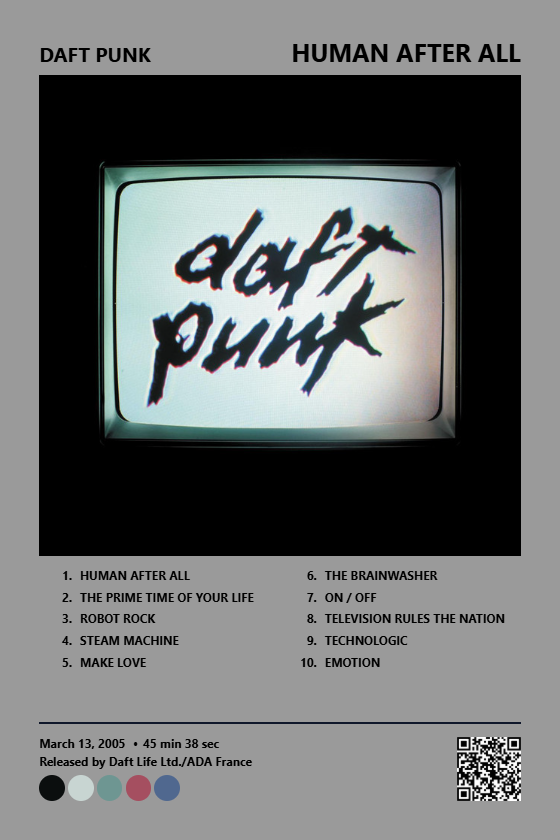 DAFT PUNK
HUMAN AFTER ALL
daft
punk
1. HUMAN AFTER ALL
2. THE PRIME TIME OF YOUR LIFE
3. ROBOT ROCK
4. STEAM MACHINE
5. MAKE LOVE
6. THE BRAINWASHER
7. ON / OFF
8. TELEVISION RULES THE NATION
9. TECHNOLOGIC
10. EMOTION
March 13, 2005 • 45 min 38 sec
Released by Daft Life Ltd./ADA France